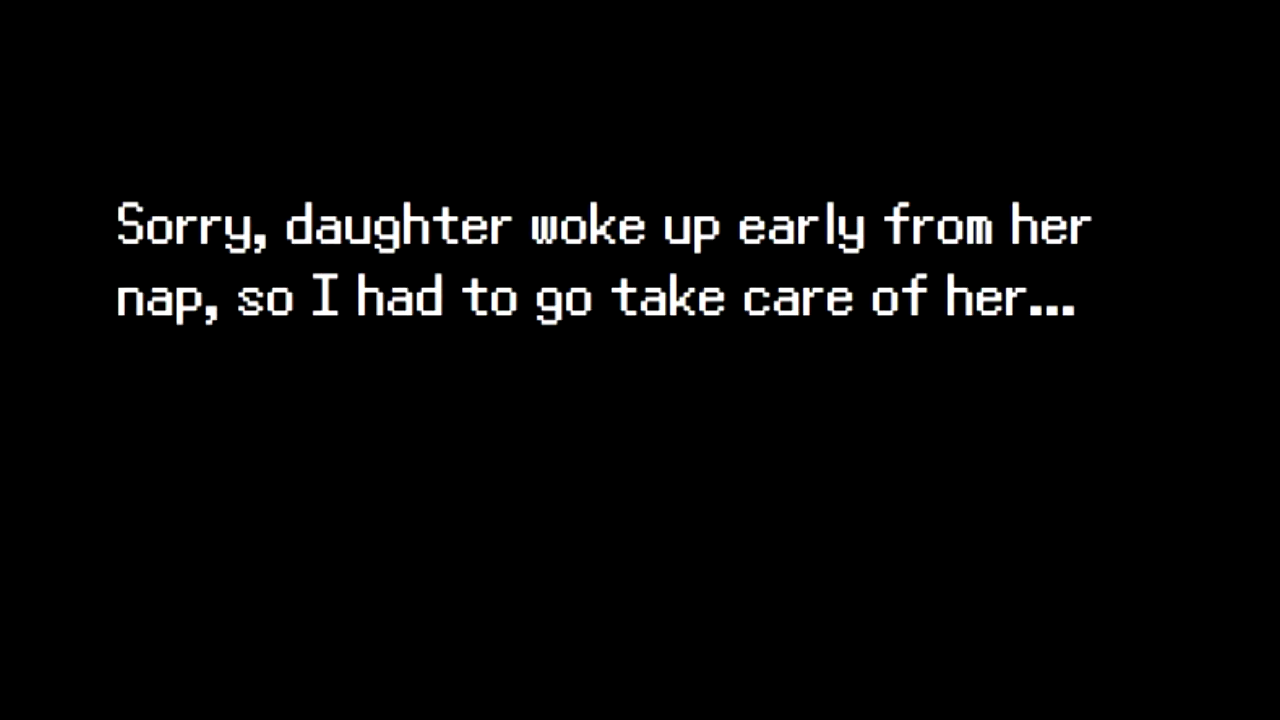 Sorry, daughter woke up early from her
nap, so I had to go take care of her...